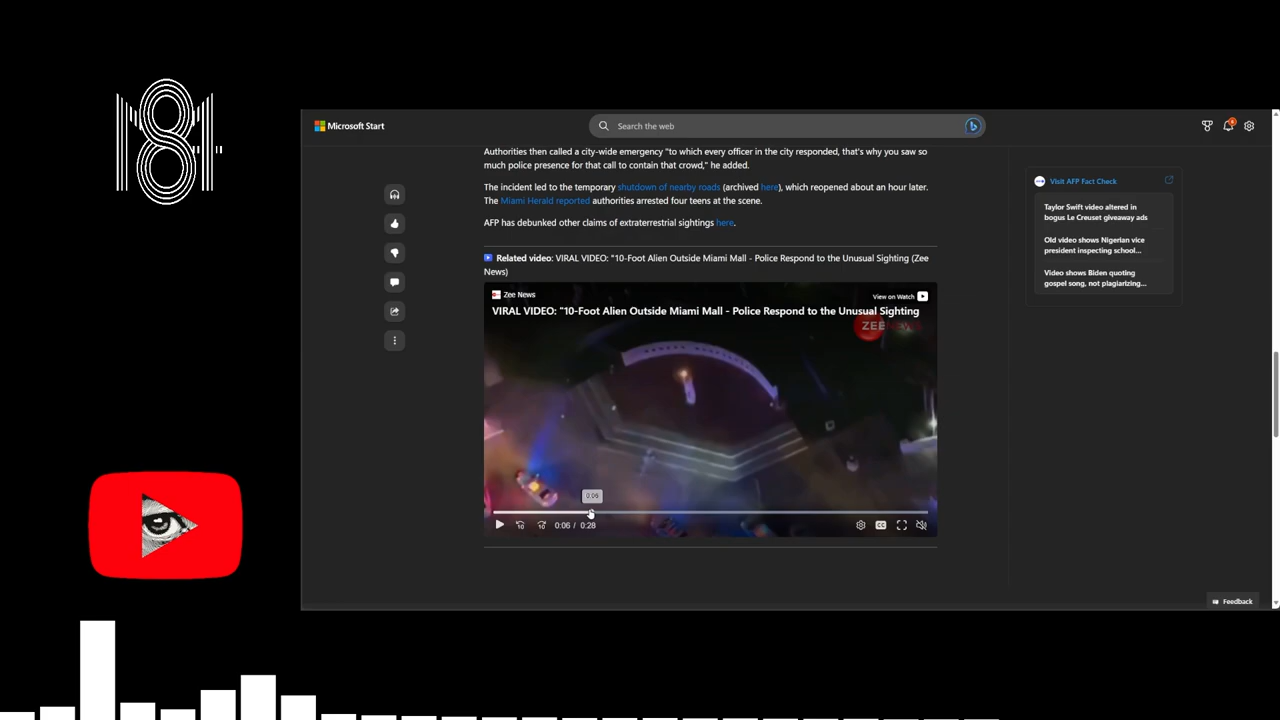 181
Microsoft Start
Search the web
Authorities then called a city-wide emergency "to which every officer in the city responded, that's why you saw so
much police presence for that call to contain that crowd," he added.
The incident led to the temporary shutdown of nearby roads (archived here), which reopened about an hour later.
The Miami Herald reported authorities arrested four teens at the scene.
AFP has debunked other claims of extraterrestrial sightings here.
Related video: VIRAL VIDEO: "10-Foot Alien Outside Miami Mall - Police Respond to the Unusual Sighting (Zee
News)
Zee News
View on Watch
VIRAL VIDEO: "10-Foot Alien Outside Miami Mall - Police Respond to the Unusual Sighting
ZEE NEWS
0:06
0:06 / 0:28
CC
Visit AFP Fact Check
Taylor Swift video altered in
bogus Le Creuset giveaway ads
Old video shows Nigerian vice
president inspecting school...
Video shows Biden quoting
gospel song, not plagiarizing...
Feedback